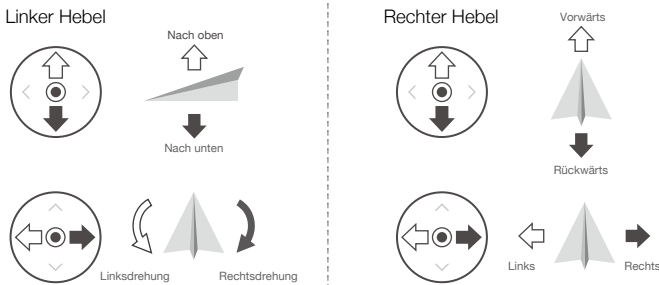 Linker Hebel
Nach oben
Nach unten
Linksdrehung
Rechtsdrehung
Rechter Hebel
Vorwärts
Rückwärts
Links
Rechts